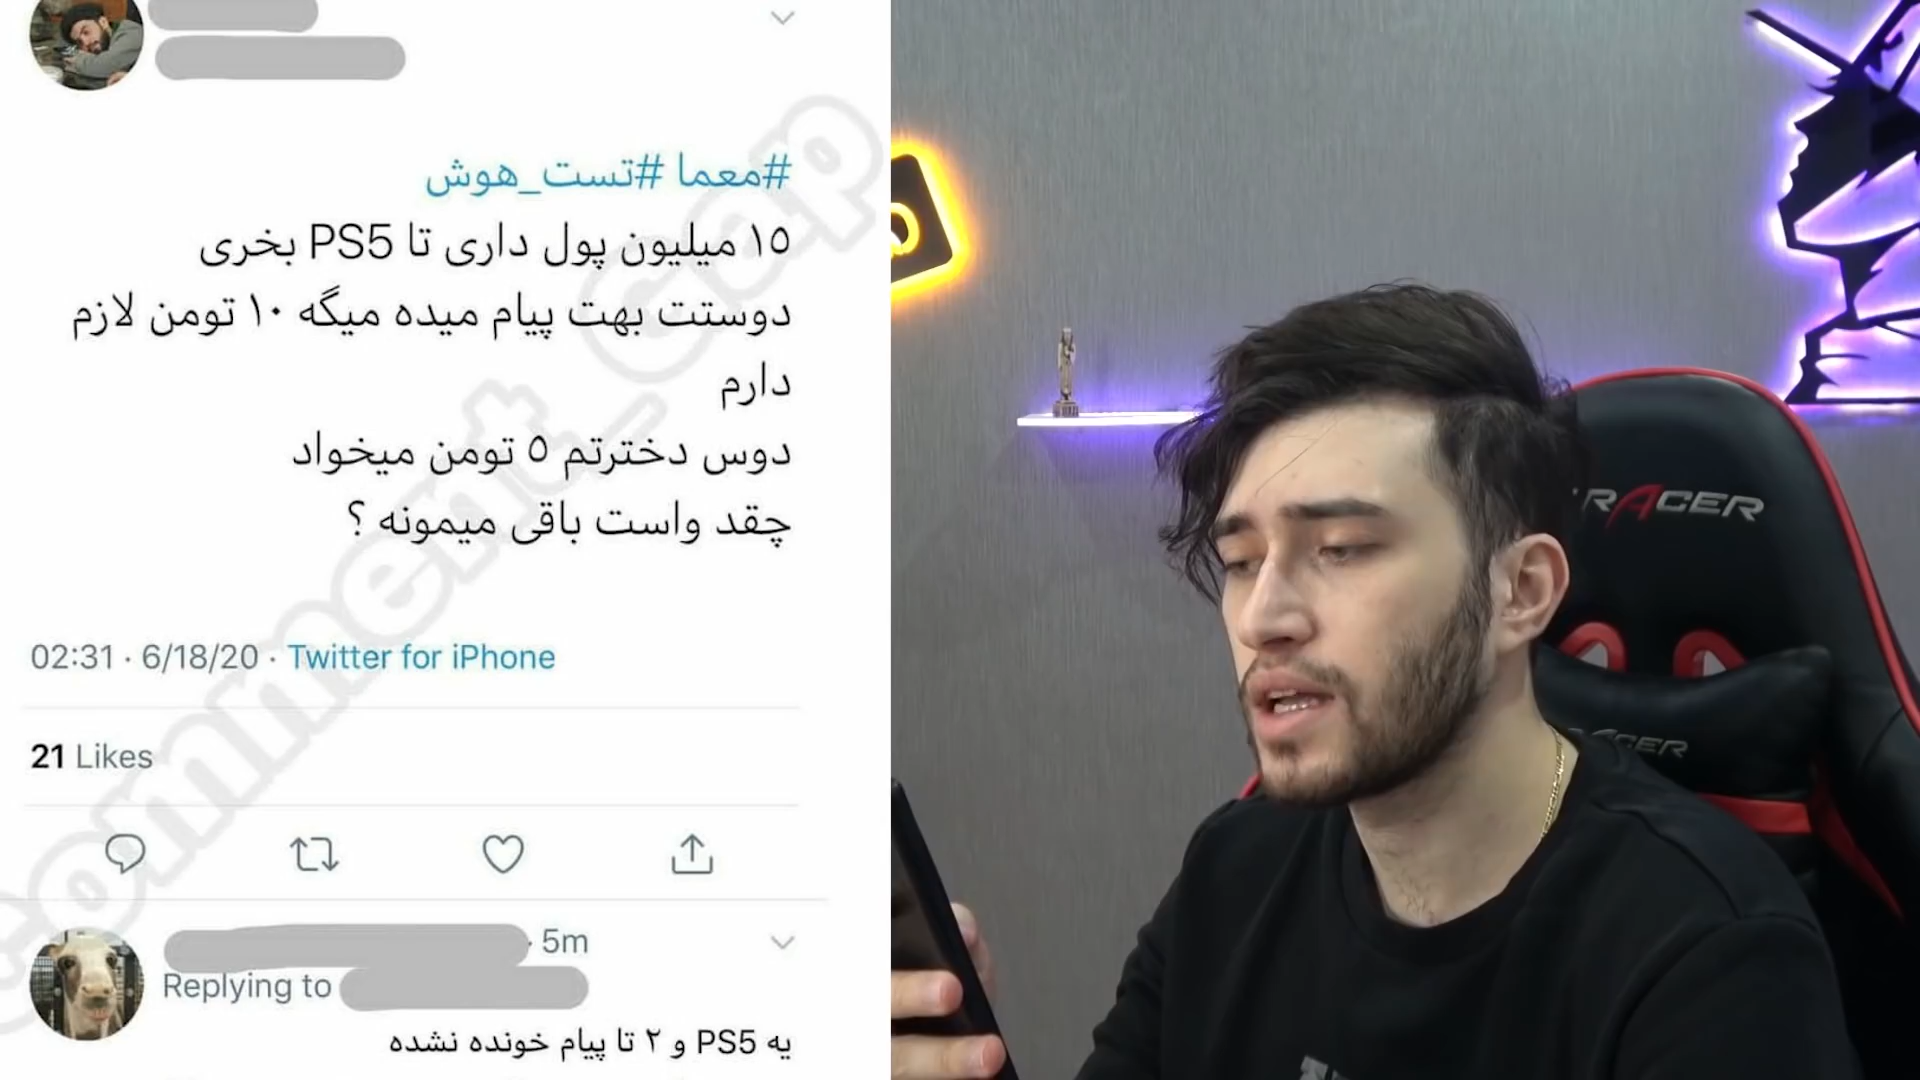 #معما #تست_هوش
۱۵ میلیون پول داری تا PS5 بخری
دوستت بهت پیام میده میگه ۱۰ تومن لازم
دارم
دوس دخترتم ۵ تومن میخواد
چقد واست باقی میمونه ؟
02:31 · 6/18/20 · Twitter for iPhone
21 Likes
· 5m
Replying to
یه PS5 و ۲ تا پیام خونده نشده
comment_Cap
RACER
RACER